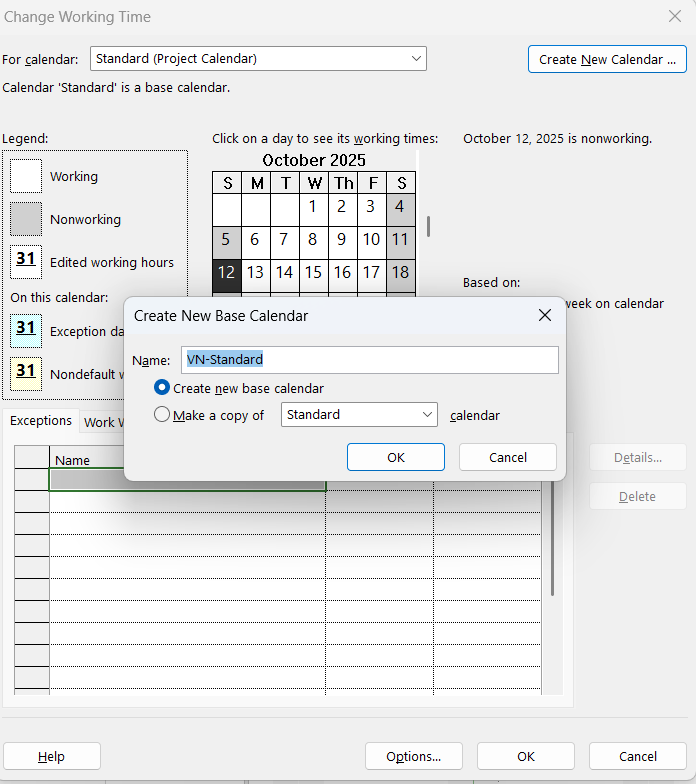 Change Working Time
For calendar: Standard (Project Calendar) Create New Calendar ...
Calendar 'Standard' is a base calendar.
Legend: Click on a day to see its working times: October 12, 2025 is nonworking.
October 2025
Working
S M T W Th F S
1 2 3 4
Nonworking
5 6 7 8 9 10 11
31 Edited working hours
12 13 14 15 16 17 18
Based on:
On this calendar:
week on calendar
31 Exception da
31 Nondefault w
Create New Base Calendar
Name: VN-Standard
Create new base calendar
Make a copy of Standard calendar
OK Cancel
Exceptions Work W
Name
Details...
Delete
Help Options... OK Cancel